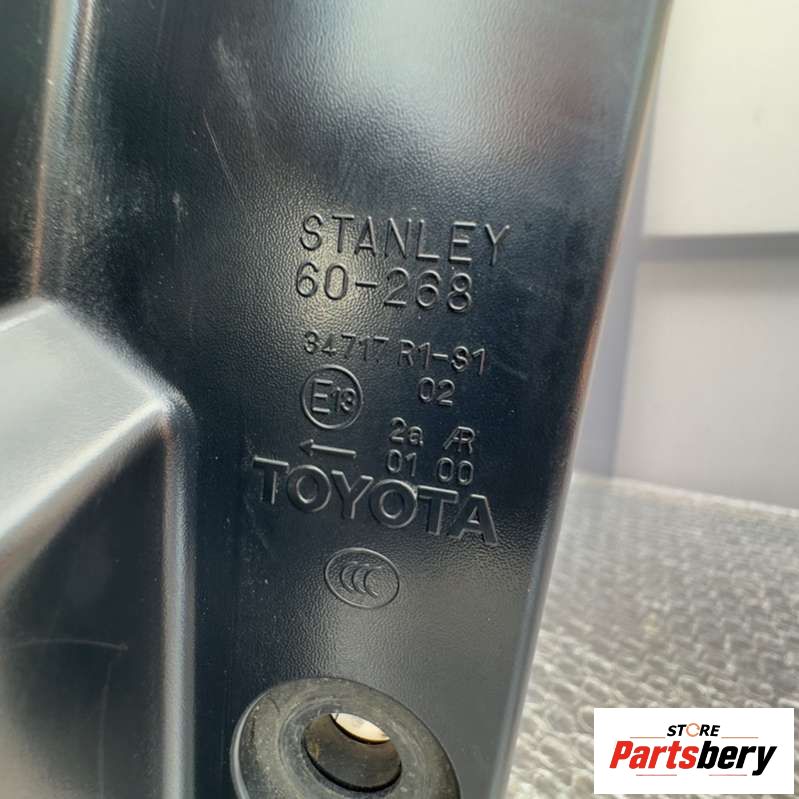 STANLEY
60-268
34717 R1-S1
E13 02
2a AR
← 01 00
TOYOTA
CCC
STORE
Partsbery